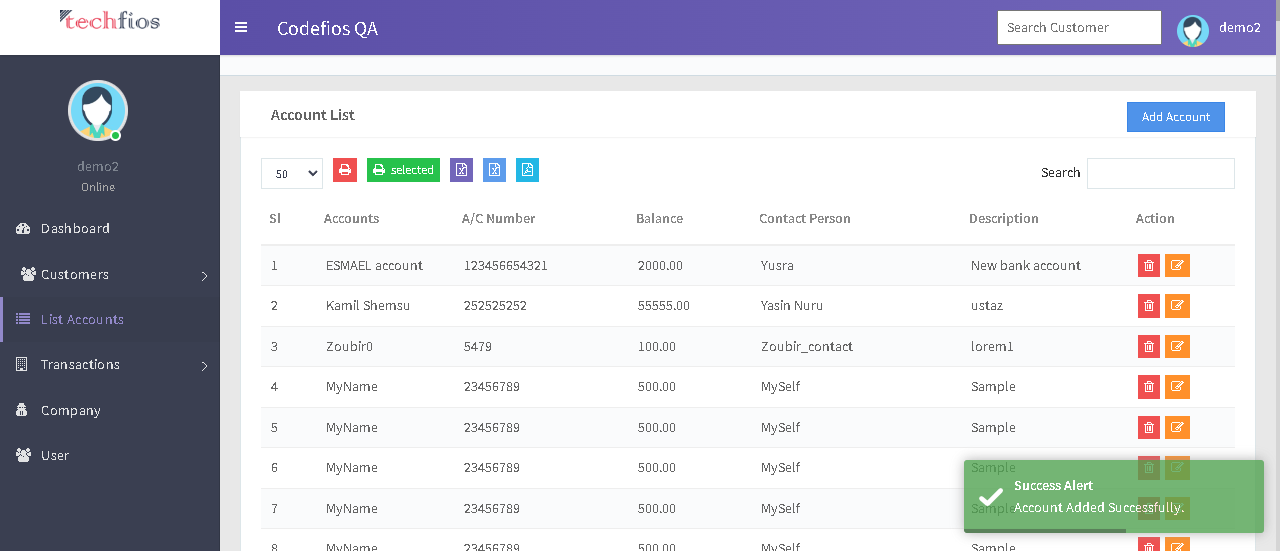 techfios
Codefios QA
Search Customer
demo2
demo2
Online
Dashboard
Customers
List Accounts
Transactions
Company
User
Account List
Add Account
50
selected
Search
Sl Accounts A/C Number Balance Contact Person Description Action
1 ESMAEL account 123456654321 2000.00 Yusra New bank account
2 Kamil Shemsu 252525252 55555.00 Yasin Nuru ustaz
3 Zoubir0 5479 100.00 Zoubir_contact lorem1
4 MyName 23456789 500.00 MySelf Sample
5 MyName 23456789 500.00 MySelf Sample
6 MyName 23456789 500.00 MySelf Sample
7 MyName 23456789 500.00 MySelf Sample
8 MyName 23456789 500.00 MySelf Sample
Success Alert
Account Added Successfully.